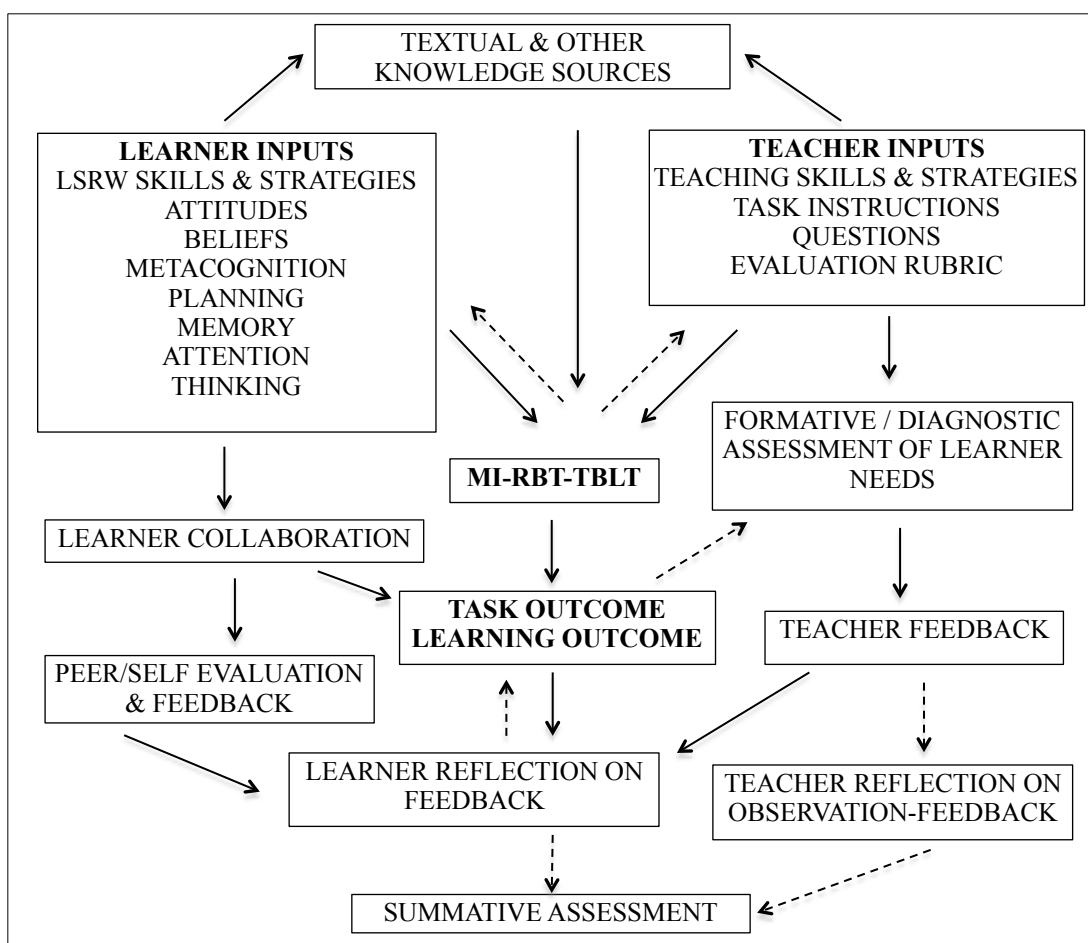 TEXTUAL & OTHER
KNOWLEDGE SOURCES
LEARNER INPUTS
LSRW SKILLS & STRATEGIES
ATTITUDES
BELIEFS
METACOGNITION
PLANNING
MEMORY
ATTENTION
THINKING
TEACHER INPUTS
TEACHING SKILLS & STRATEGIES
TASK INSTRUCTIONS
QUESTIONS
EVALUATION RUBRIC
MI-RBT-TBLT
FORMATIVE / DIAGNOSTIC
ASSESSMENT OF LEARNER
NEEDS
LEARNER COLLABORATION
TASK OUTCOME
LEARNING OUTCOME
TEACHER FEEDBACK
PEER/SELF EVALUATION
& FEEDBACK
LEARNER REFLECTION ON
FEEDBACK
TEACHER REFLECTION ON
OBSERVATION-FEEDBACK
SUMMATIVE ASSESSMENT